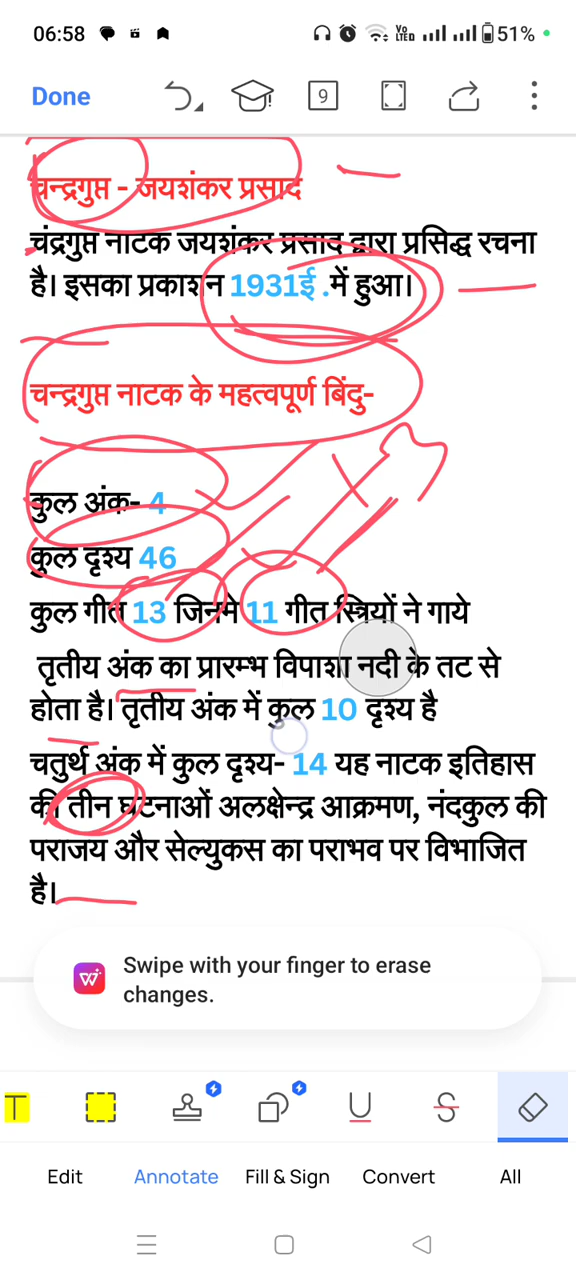 06:58 Vo LTED 51%
Done 9
चन्द्रगुप्त - जयशंकर प्रसाद
चंद्रगुप्त नाटक जयशंकर प्रसाद द्वारा प्रसिद्ध रचना
है। इसका प्रकाशन 1931ई .में हुआ।
चन्द्रगुप्त नाटक के महत्वपूर्ण बिंदु-
कुल अंक- 4
कुल दृश्य 46
कुल गीत 13 जिनमे 11 गीत स्त्रियों ने गाये
तृतीय अंक का प्रारम्भ विपाशा नदी के तट से
होता है। तृतीय अंक में कुल 10 दृश्य है
चतुर्थ अंक में कुल दृश्य- 14 यह नाटक इतिहास
की तीन घटनाओं अलक्षेन्द्र आक्रमण, नंदकुल की
पराजय और सेल्युकस का पराभव पर विभाजित
है।
Swipe with your finger to erase
changes.
T U S
Edit Annotate Fill & Sign Convert All